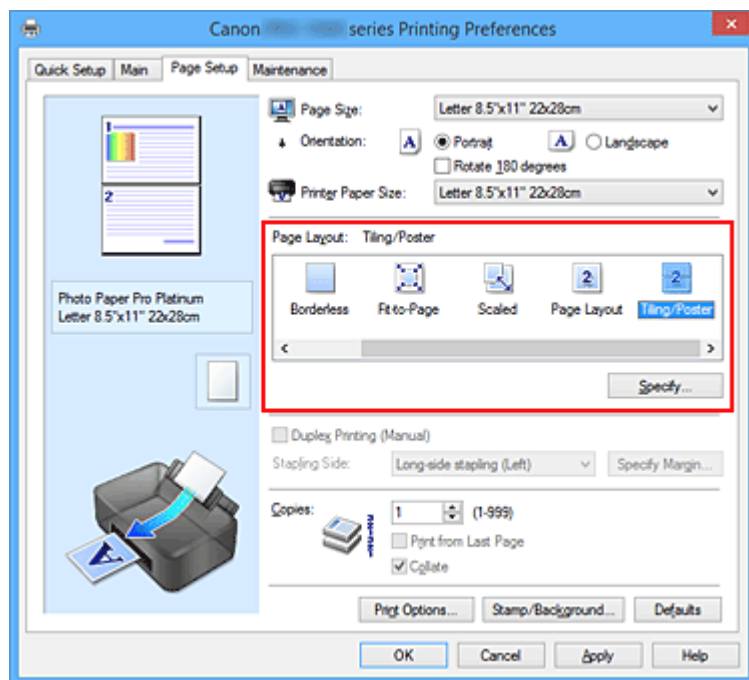 Canon series Printing Preferences
Quick Setup Main Page Setup Maintenance
1
2
Photo Paper Pro Platinum
Letter 8.5"x11" 22x28cm
Page Size: Letter 8.5"x11" 22x28cm
Orientation: A Portrait A Landscape
Rotate 180 degrees
Printer Paper Size: Letter 8.5"x11" 22x28cm
Page Layout: Tiling/Poster
2 2
Borderless Fit-to-Page Scaled Page Layout Tiling/Poster
Specify...
Duplex Printing (Manual)
Stapling Side: Long-side stapling (Left) Specify Margin...
Copies: 1 (1-999)
Print from Last Page
Collate
A
Print Options... Stamp/Background... Defaults
OK Cancel Apply Help